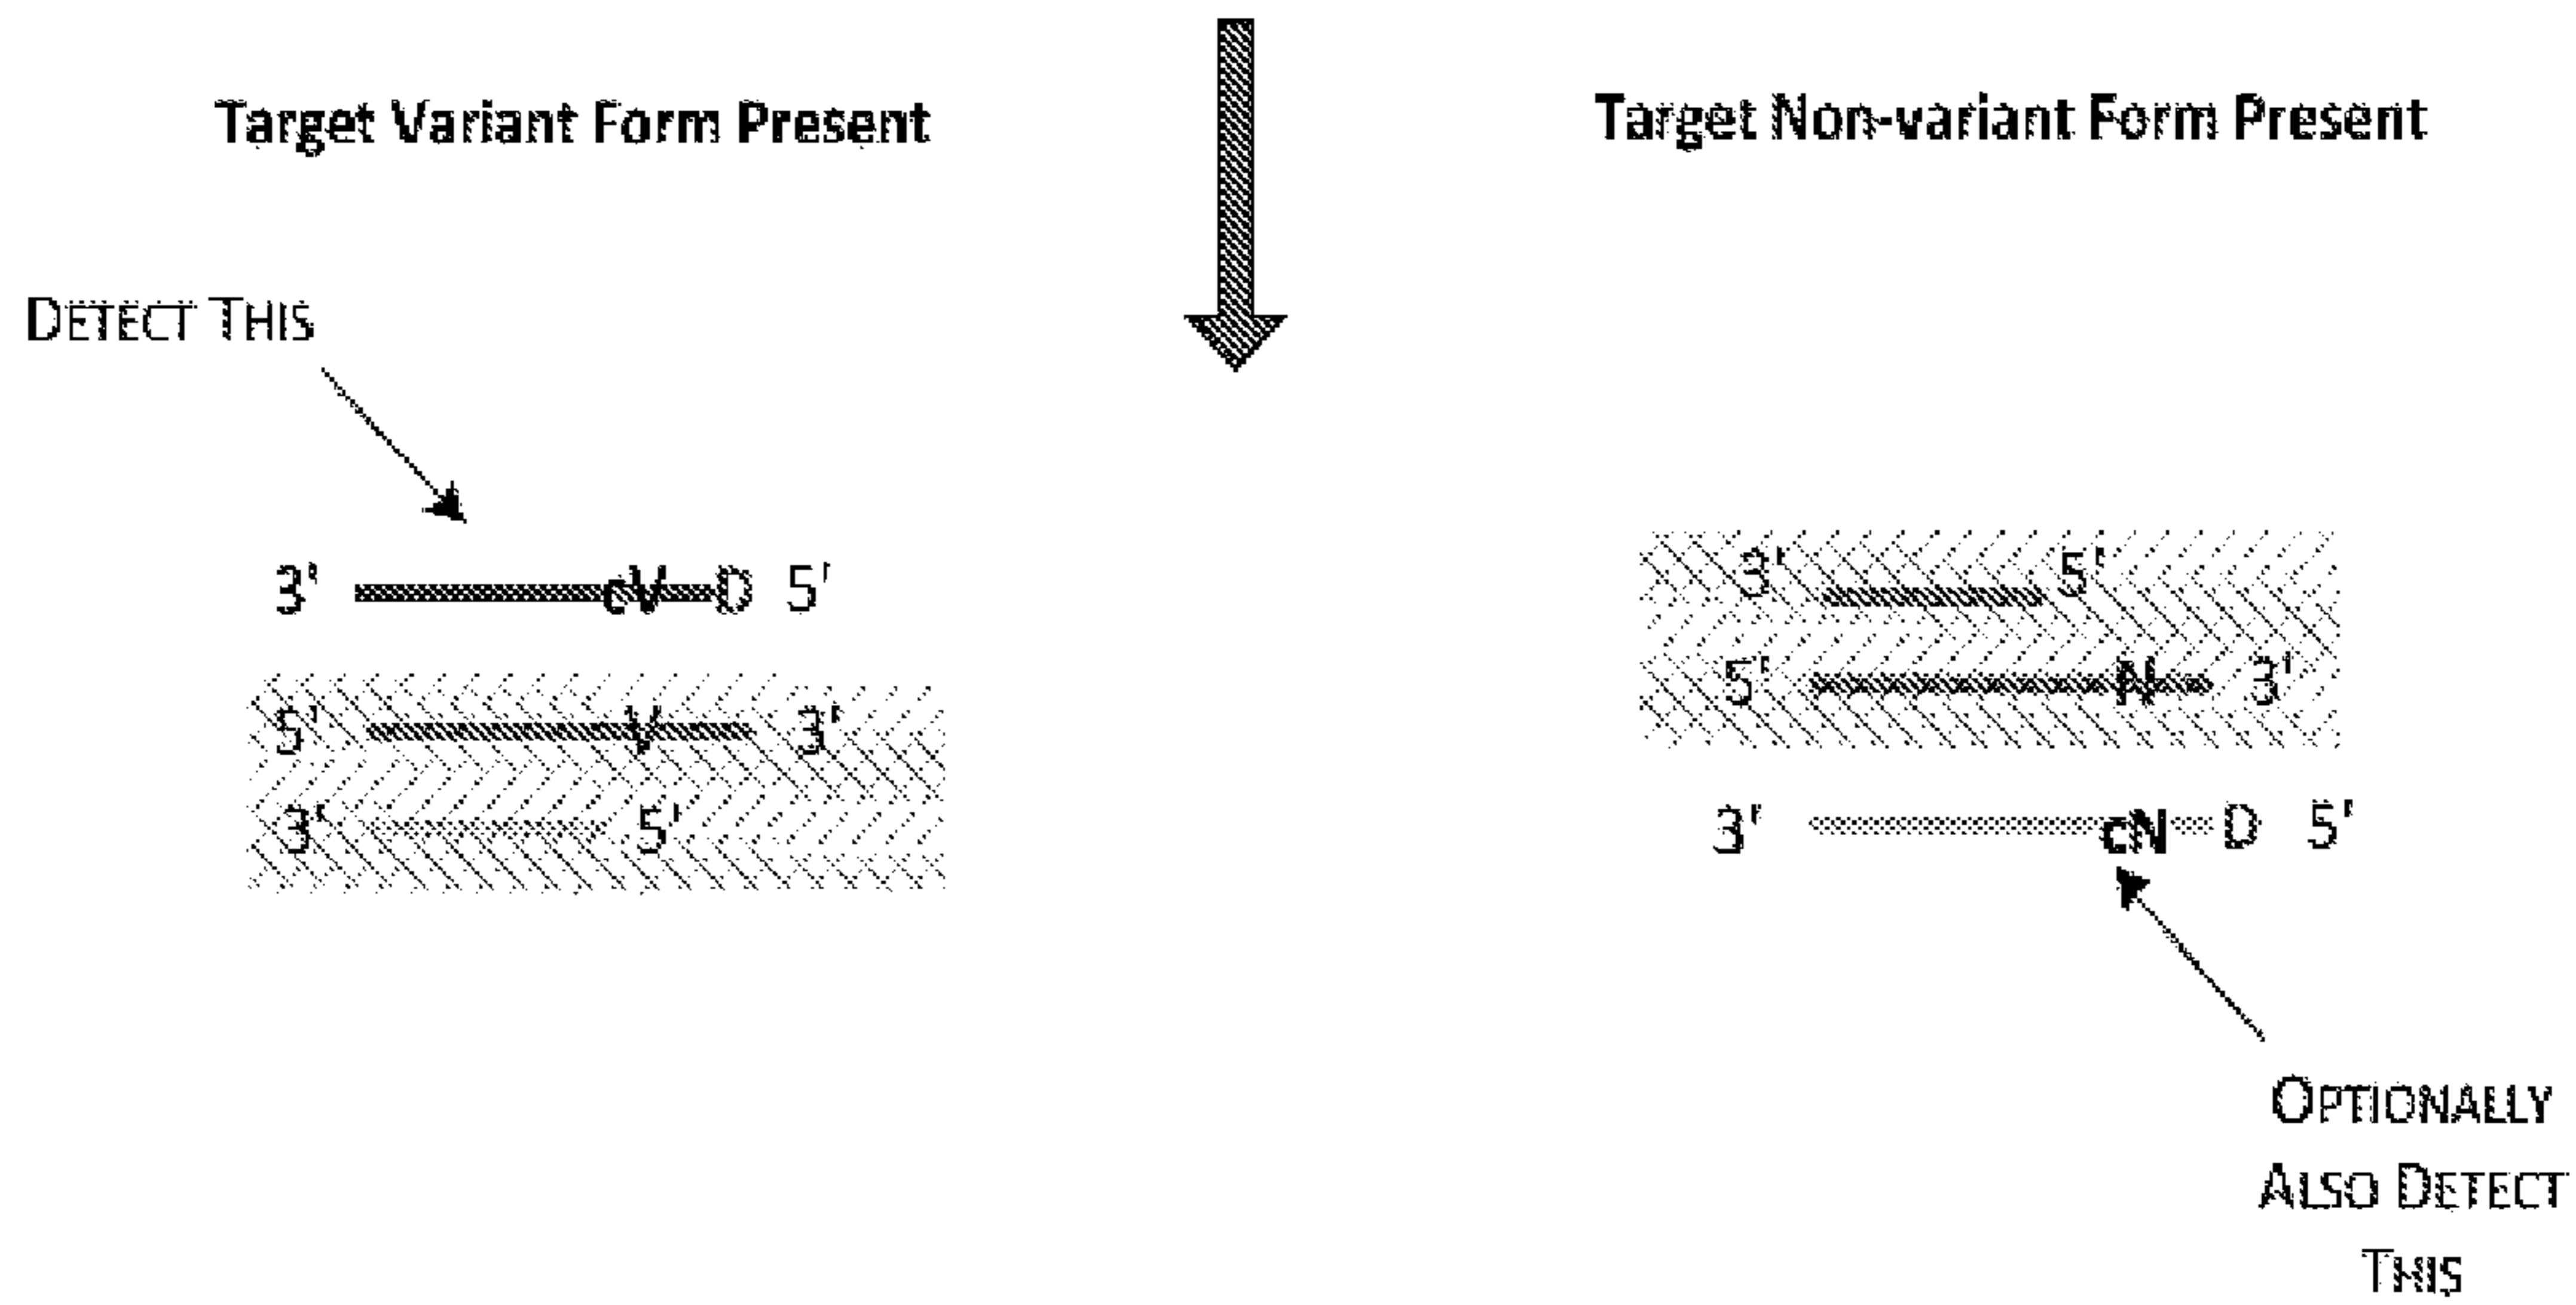 Target Variant Form Present
Target Non-variant Form Present
DETECT THIS
3' cV D 5'
5' V 3'
3' 5'
3' 5'
5' N 3'
3' cN D 5'
OPTIONALLY
ALSO DETECT
THIS